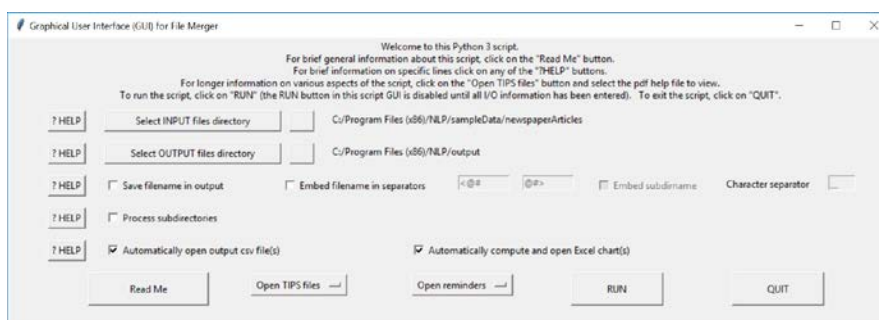 Graphical User Interface (GUI) for File Merger
Welcome to this Python 3 script.
For brief general information about this script, click on the "Read Me" button.
For brief information on specific lines click on any of the "?HELP" buttons.
For longer information on various aspects of the script, click on the "Open TIPS files" button and select the pdf help file to view.
To run the script, click on "RUN" (the RUN button in this script GUI is disabled until all I/O information has been entered). To exit the script, click on "QUIT".
? HELP Select INPUT files directory C:/Program Files (x86)/NLP/sampleData/newspaperArticles
? HELP Select OUTPUT files directory C:/Program Files (x86)/NLP/output
? HELP Save filename in output Embed filename in separators <@# @#> Embed subdirname Character separator __
? HELP Process subdirectories
? HELP Automatically open output csv file(s) Automatically compute and open Excel chart(s)
Read Me Open TIPS files Open reminders RUN QUIT